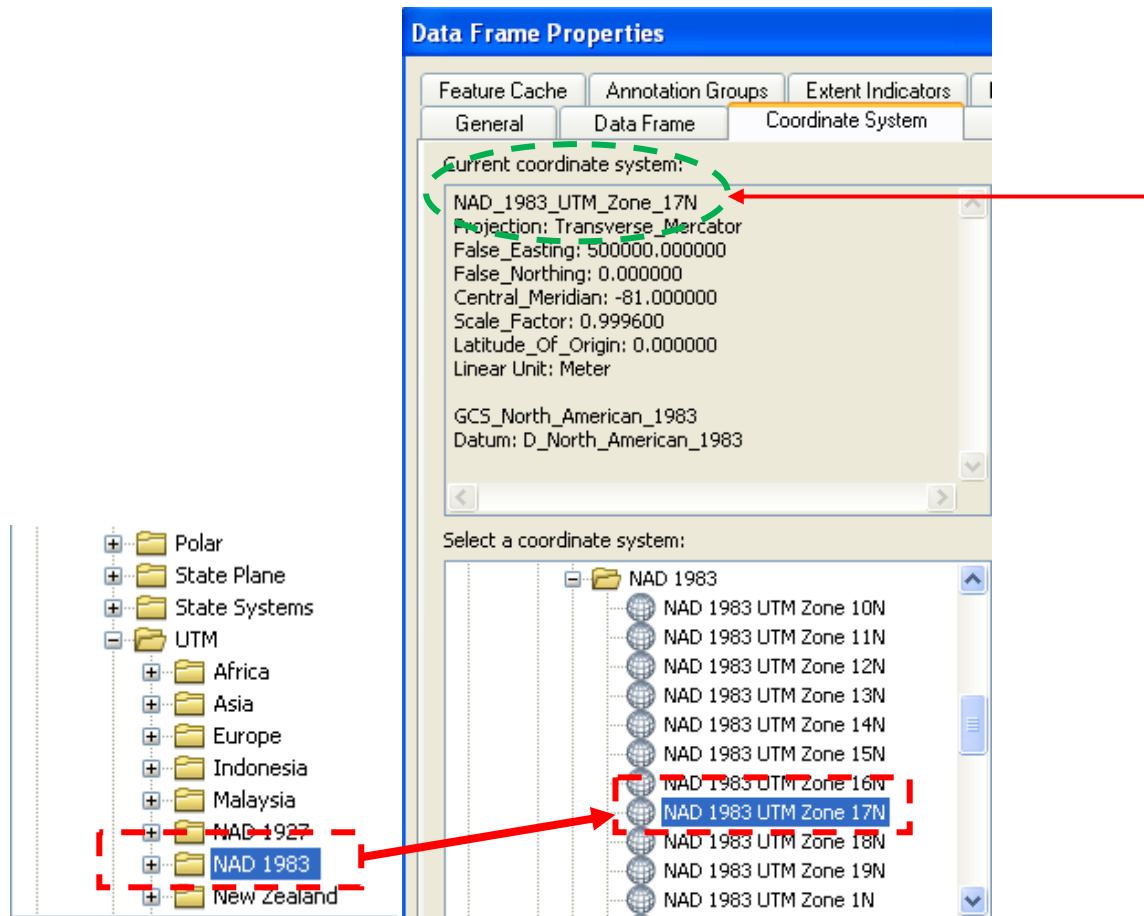 Data Frame Properties
Feature Cache
Annotation Groups
Extent Indicators
General
Data Frame
Coordinate System
Current coordinate system:
NAD_1983_UTM_Zone_17N
Projection: Transverse_Mercator
False_Easting: 500000.000000
False_Northing: 0.000000
Central_Meridian: -81.000000
Scale_Factor: 0.999600
Latitude_Of_Origin: 0.000000
Linear Unit: Meter
GCS_North_American_1983
Datum: D_North_American_1983
Select a coordinate system:
NAD 1983
NAD 1983 UTM Zone 10N
NAD 1983 UTM Zone 11N
NAD 1983 UTM Zone 12N
NAD 1983 UTM Zone 13N
NAD 1983 UTM Zone 14N
NAD 1983 UTM Zone 15N
NAD 1983 UTM Zone 16N
NAD 1983 UTM Zone 17N
NAD 1983 UTM Zone 18N
NAD 1983 UTM Zone 19N
NAD 1983 UTM Zone 1N
Polar
State Plane
State Systems
UTM
Africa
Asia
Europe
Indonesia
Malaysia
NAD 1927
NAD 1983
New Zealand